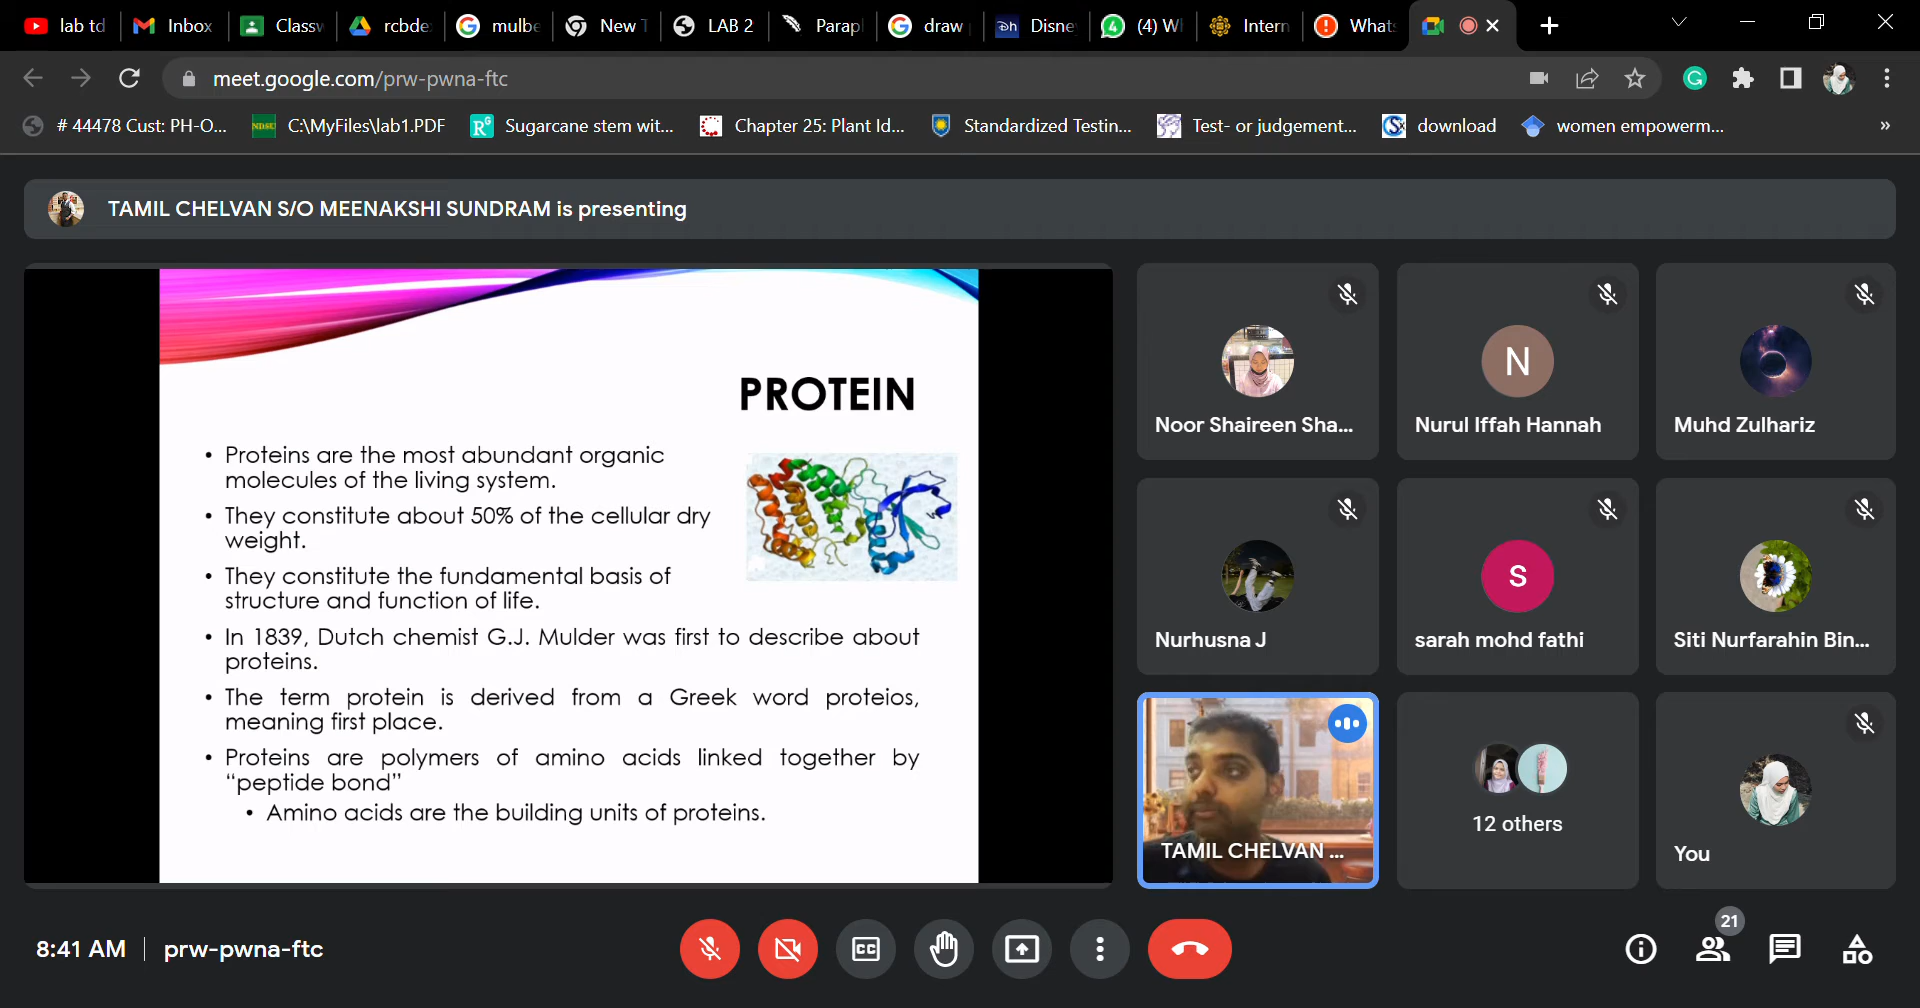 lab td
Inbox
Classw
rcbde
mulbe
New T
LAB 2
Parap
draw
Disne
(4) W
Intern
What
meet.google.com/prw-pwna-ftc
# 44478 Cust: PH-O...
C:\MyFiles\lab1.PDF
Sugarcane stem wit...
Chapter 25: Plant Id...
Standardized Testin...
Test- or judgement...
download
women empowerm...
»
TAMIL CHELVAN S/O MEENAKSHI SUNDRAM is presenting
PROTEIN
• Proteins are the most abundant organic
molecules of the living system.
• They constitute about 50% of the cellular dry
weight.
• They constitute the fundamental basis of
structure and function of life.
• In 1839, Dutch chemist G.J. Mulder was first to describe about
proteins.
• The term protein is derived from a Greek word proteios,
meaning first place.
• Proteins are polymers of amino acids linked together by
“peptide bond”
• Amino acids are the building units of proteins.
Noor Shaireen Sha...
N
Nurul Iffah Hannah
Muhd Zulhariz
Nurhusna J
S
sarah mohd fathi
Siti Nurfarahin Bin...
TAMIL CHELVAN ...
12 others
You
8:41 AM | prw-pwna-ftc
CC
21